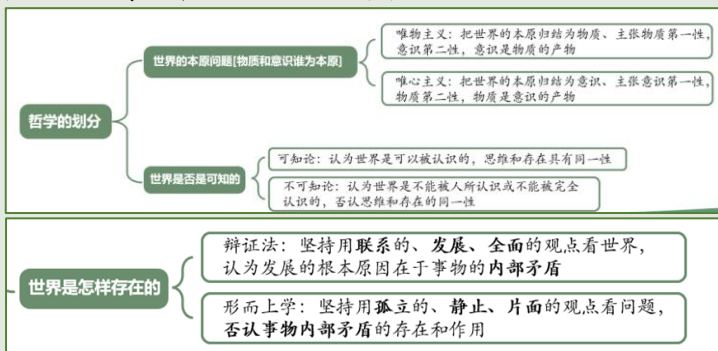 哲学的划分
世界的本原问题[物质和意识谁为本原]
唯物主义：把世界的本原归结为物质、主张物质第一性，
意识第二性，意识是物质的产物
唯心主义：把世界的本原归结为意识、主张意识第一性，
物质第二性，物质是意识的产物
世界是否是可知的
可知论：认为世界是可以被认识的，思维和存在具有同一性
不可知论：认为世界是不能被人所认识或不能被完全
认识的，否认思维和存在的同一性
世界是怎样存在的
辩证法：坚持用联系的、发展、全面的观点看世界，
认为发展的根本原因在于事物的内部矛盾
形而上学：坚持用孤立的、静止、片面的观点看问题，
否认事物内部矛盾的存在和作用